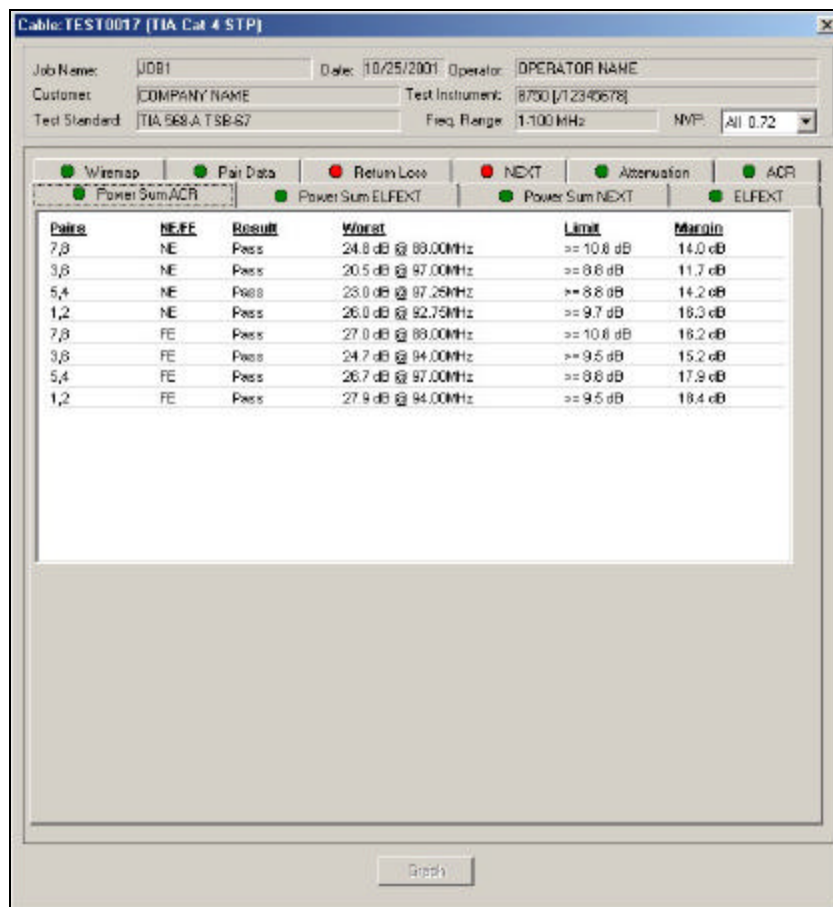 Cable:TEST0017 (TIA Cat 4 STP)
Job Name: JOB1 Date: 10/25/2001 Operator: OPERATOR NAME
Customer: COMPANY NAME Test Instrument: 8750 [/12345678]
Test Standard: TIA 568-A TSB-67 Freq. Range: 1-100 MHz NVP: All 0.72
Wiremap Pair Data Return Loss NEXT Attenuation ACR
Power Sum ACR Power Sum ELFEXT Power Sum NEXT ELFEXT
Pairs NE/FE Result Worst Limit Margin
7,8 NE Pass 24.8 dB @ 88.00MHz >= 10.8 dB 14.0 dB
3,6 NE Pass 20.5 dB @ 97.00MHz >= 8.8 dB 11.7 dB
5,4 NE Pass 23.0 dB @ 97.25MHz >= 8.8 dB 14.2 dB
1,2 NE Pass 26.0 dB @ 92.75MHz >= 9.7 dB 16.3 dB
7,8 FE Pass 27.0 dB @ 88.00MHz >= 10.8 dB 16.2 dB
3,6 FE Pass 24.7 dB @ 94.00MHz >= 9.5 dB 15.2 dB
5,4 FE Pass 26.7 dB @ 97.00MHz >= 8.8 dB 17.9 dB
1,2 FE Pass 27.9 dB @ 94.00MHz >= 9.5 dB 18.4 dB
Graph